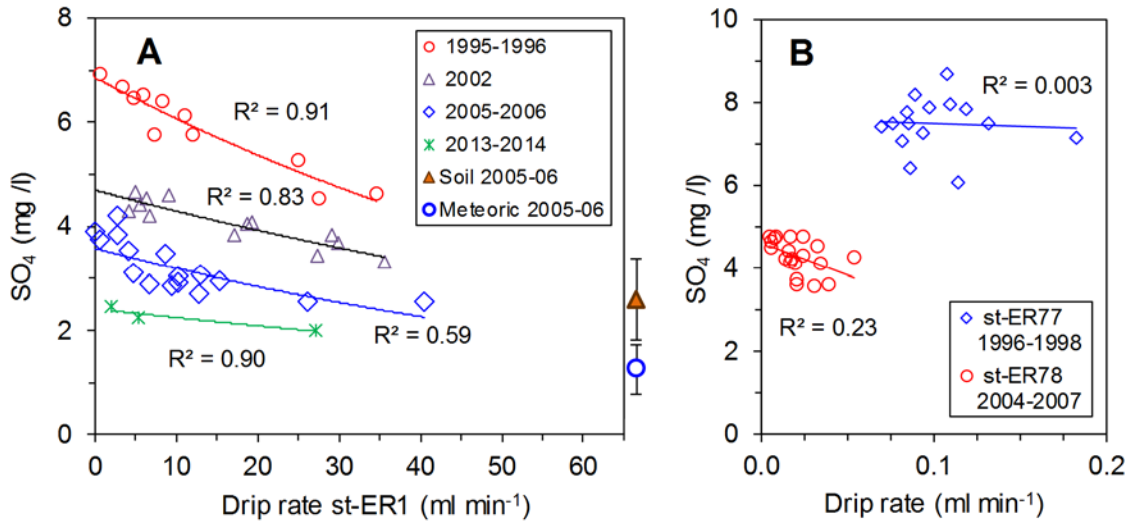 A
8
6
4
2
0
SO₄ (mg /l)
0 10 20 30 40 50 60
Drip rate st-ER1 (ml min⁻¹)
R² = 0.91
R² = 0.83
R² = 0.59
R² = 0.90
1995-1996
2002
2005-2006
2013-2014
Soil 2005-06
Meteoric 2005-06
B
10
8
6
4
2
0
SO₄ (mg /l)
0.0 0.1 0.2
Drip rate (ml min⁻¹)
R² = 0.003
R² = 0.23
st-ER77
1996-1998
st-ER78
2004-2007